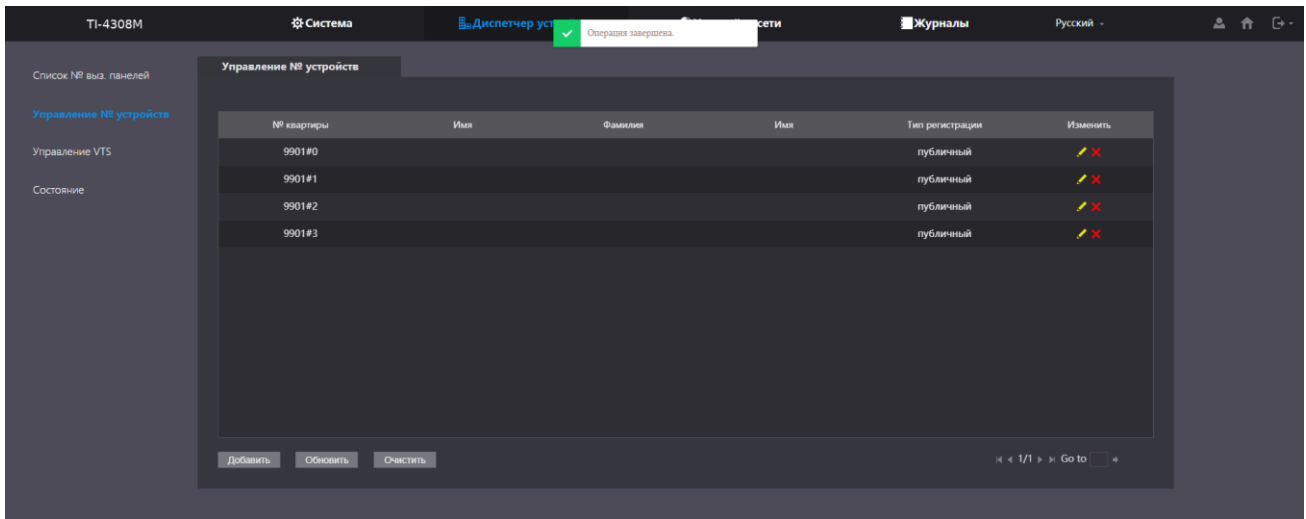 TI-4308M Система Диспетчер уст сети Журналы Русский
Операция завершена.
Список № выз. панелей
Управление № устройств
Управление VTS
Состояние
Управление № устройств
№ квартиры Имя Фамилия Имя Тип регистрации Изменить
9901#0 публичный
9901#1 публичный
9901#2 публичный
9901#3 публичный
Добавить Обновить Очистить 1/1 Go to